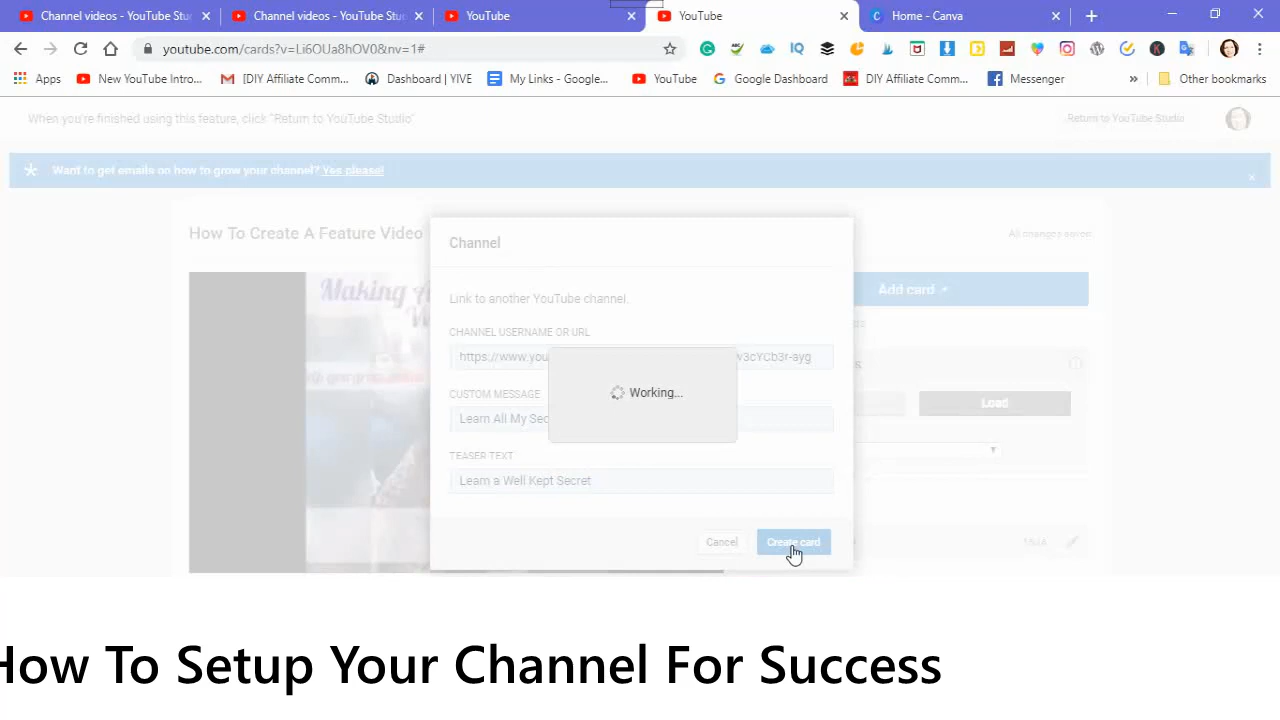 Channel videos - YouTube Stu
Channel videos - YouTube Stu
YouTube
YouTube
Home - Canva
youtube.com/cards?v=Li6OUa8hOV0&nv=1#
Apps
New YouTube Intro...
[DIY Affiliate Comm...
Dashboard | YIVE
My Links - Google...
YouTube
Google Dashboard
DIY Affiliate Comm...
Messenger
Other bookmarks
When you're finished using this feature, click "Return to YouTube Studio"
Return to YouTube Studio
Want to get emails on how to grow your channel? Yes please!
How To Create A Feature Video
All changes saved.
Making A
Add card
Channel
Link to another YouTube channel.
CHANNEL USERNAME OR URL
https://www.you
v3oYCb3r-ayg
Working...
CUSTOM MESSAGE
Learn All My Sec
Load
TEASER TEXT
Learn a Well Kept Secret
Cancel
Create card
How To Setup Your Channel For Success